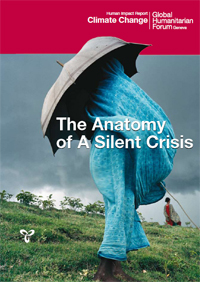 Human Impact Report
Climate Change
Global
Humanitarian
Forum Geneva
The Anatomy
of A Silent Crisis